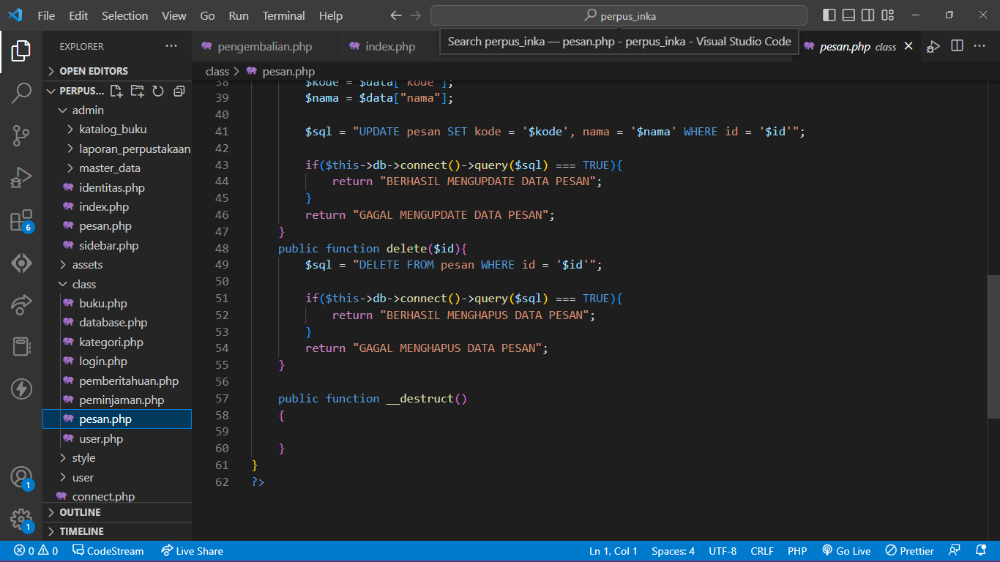 File Edit Selection View Go Run Terminal Help
perpus_inka
Search perpus_inka — pesan.php - perpus_inka - Visual Studio Code
EXPLORER
pengembalian.php
index.php
pesan.php class
OPEN EDITORS
class > pesan.php
PERPUS...
admin
katalog_buku
laporan_perpustakaan
master_data
identitas.php
index.php
pesan.php
sidebar.php
assets
class
buku.php
database.php
kategori.php
login.php
pemberitahuan.php
peminjaman.php
pesan.php
user.php
style
user
connect.php
OUTLINE
TIMELINE
6
1
1
38 $kode = $data["kode"];
39 $nama = $data["nama"];
40
41 $sql = "UPDATE pesan SET kode = '$kode', nama = '$nama' WHERE id = '$id'";
42
43 if($this->db->connect()->query($sql) === TRUE){
44 return "BERHASIL MENGUPDATE DATA PESAN";
45 }
46 return "GAGAL MENGUPDATE DATA PESAN";
47 }
48 public function delete($id){
49 $sql = "DELETE FROM pesan WHERE id = '$id'";
50
51 if($this->db->connect()->query($sql) === TRUE){
52 return "BERHASIL MENGHAPUS DATA PESAN";
53 }
54 return "GAGAL MENGHAPUS DATA PESAN";
55 }
56
57 public function __destruct()
58 {
59
60 }
61 }
62 ?>
0 0 CodeStream Live Share Ln 1, Col 1 Spaces: 4 UTF-8 CRLF PHP Go Live Prettier